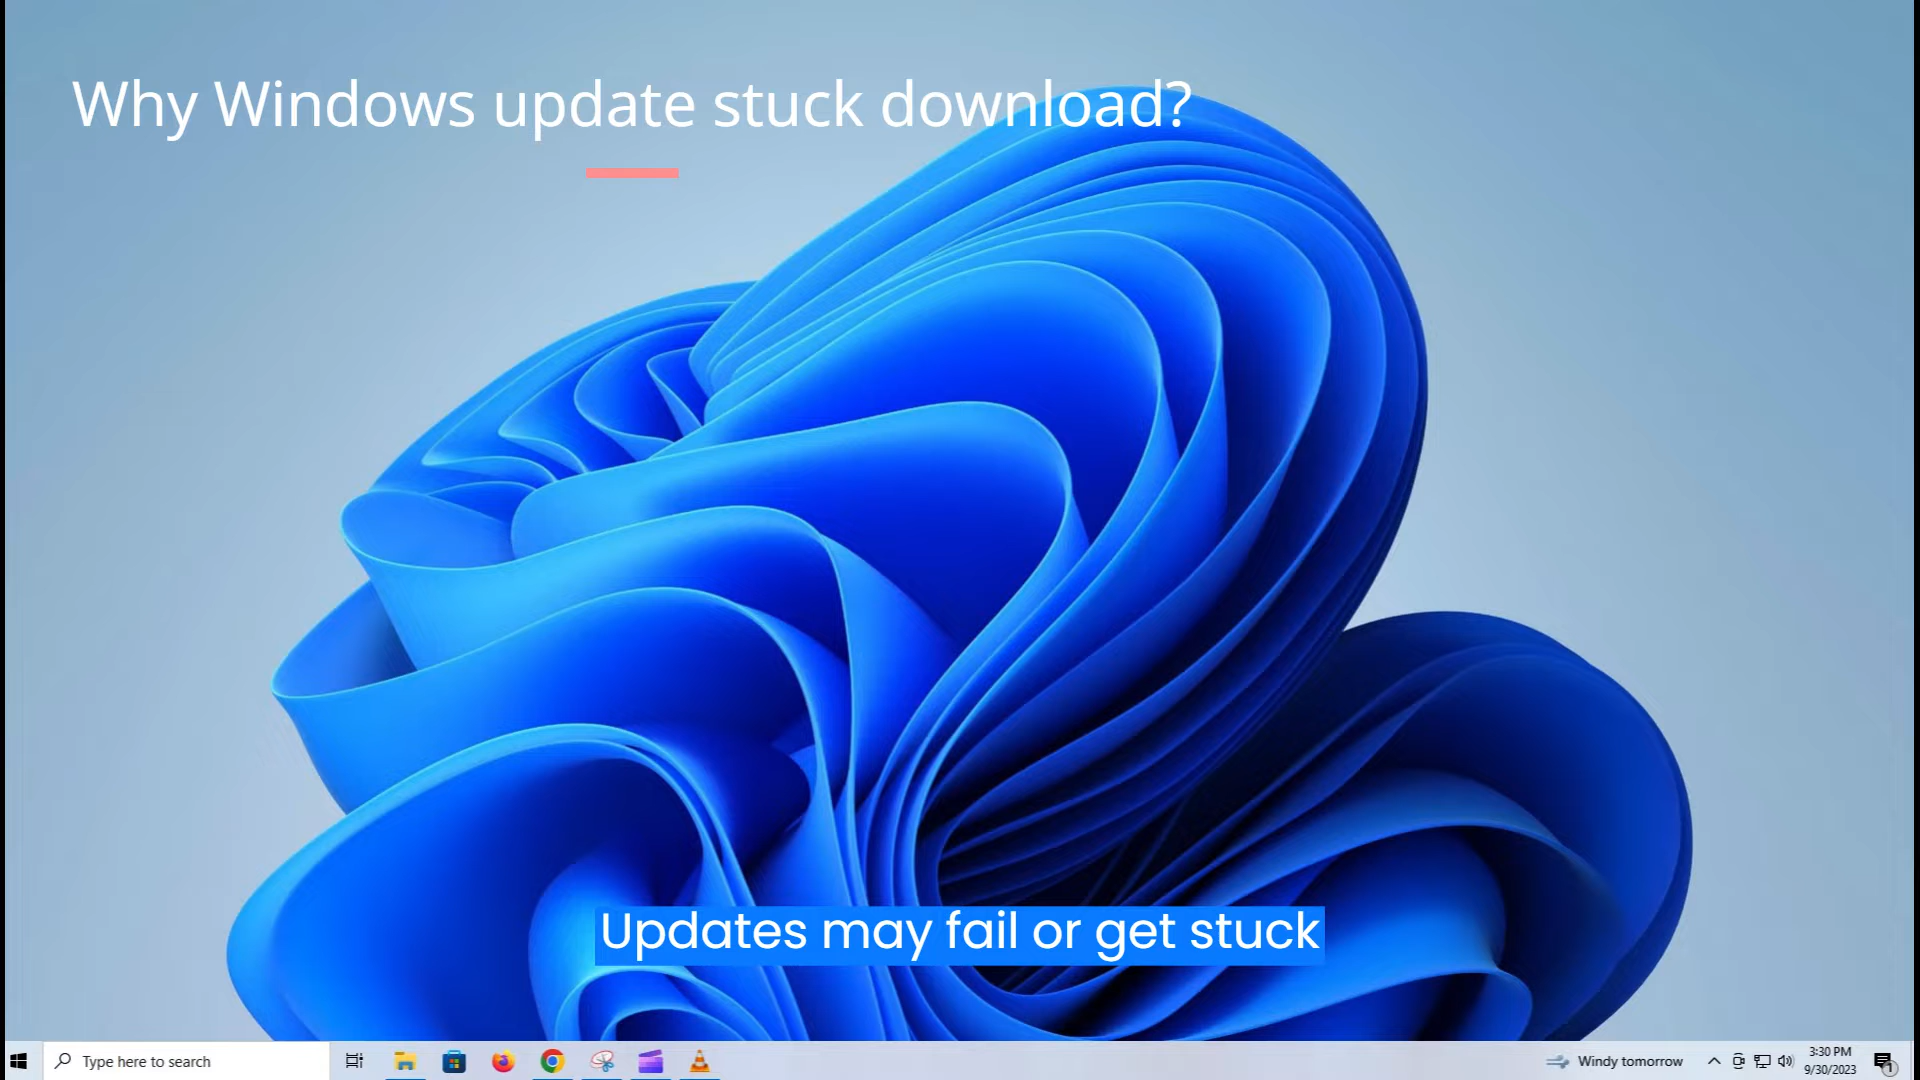 Why Windows update stuck download?
Updates may fail or get stuck
Type here to search
Windy tomorrow
3:30 PM
9/30/2023
1